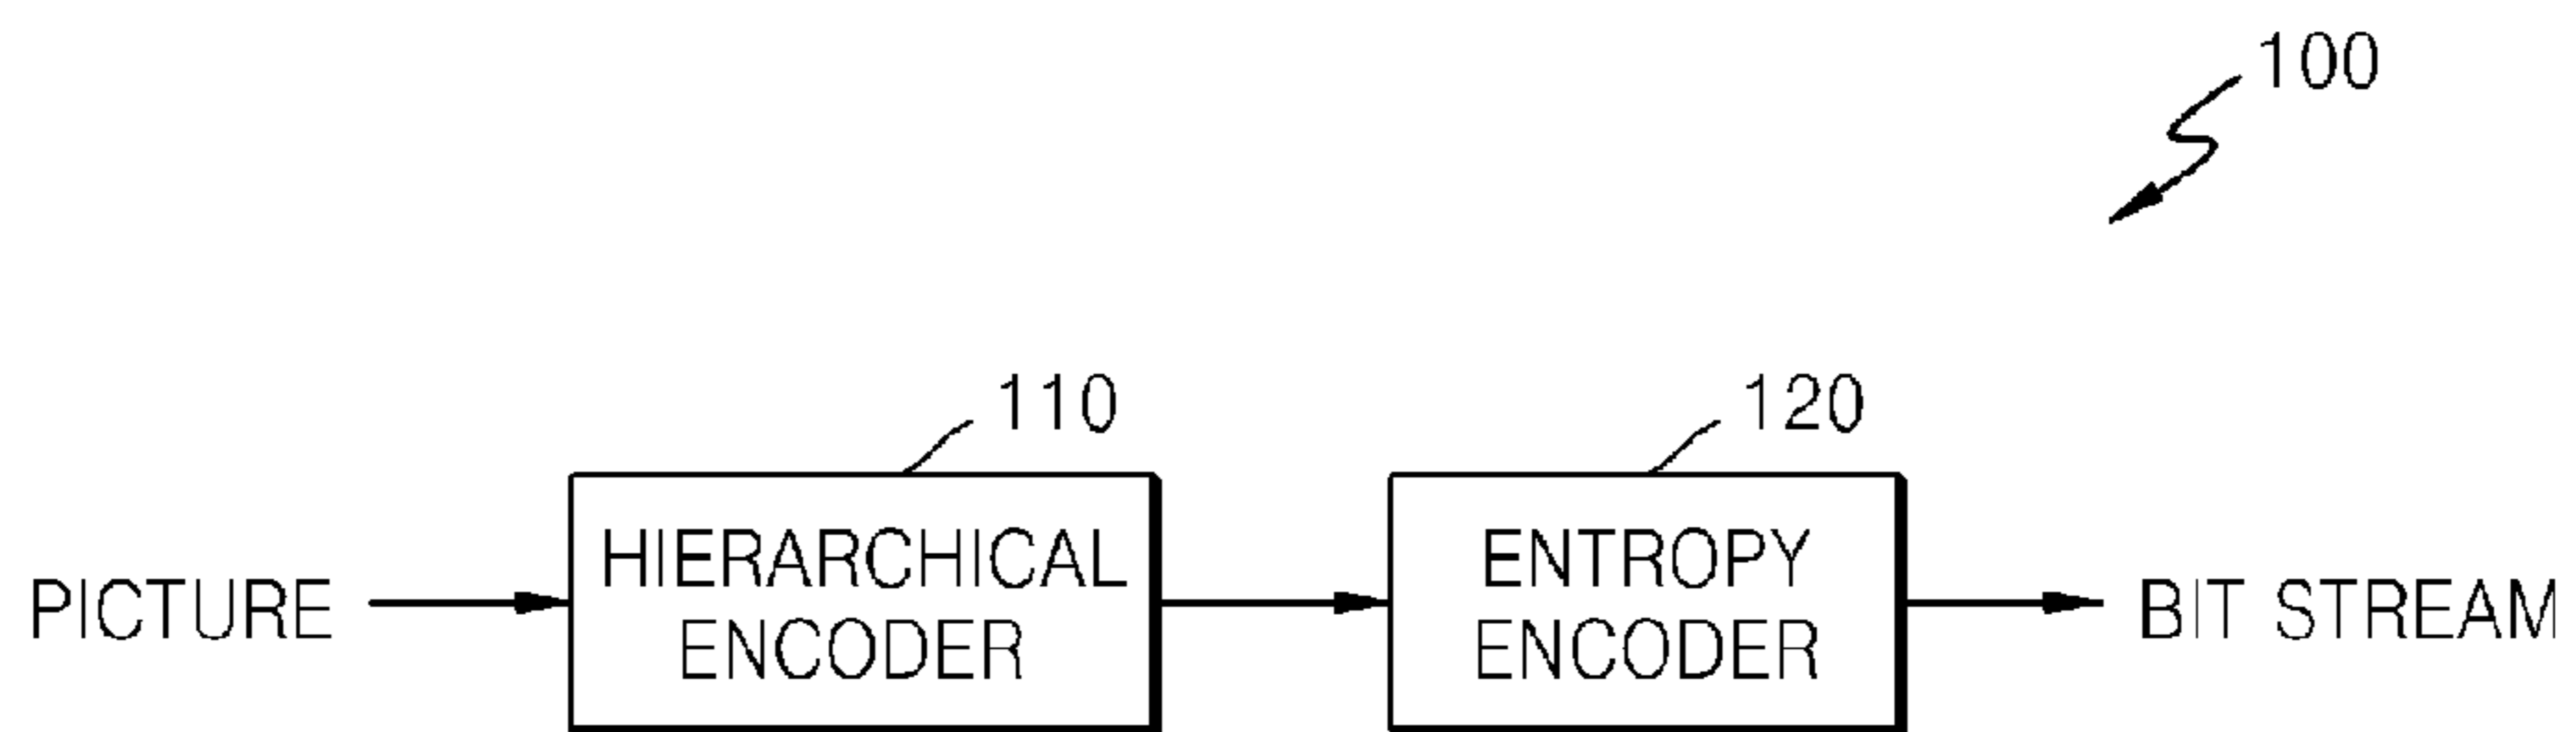 100
110
120
PICTURE
HIERARCHICAL
ENCODER
ENTROPY
ENCODER
BIT STREAM